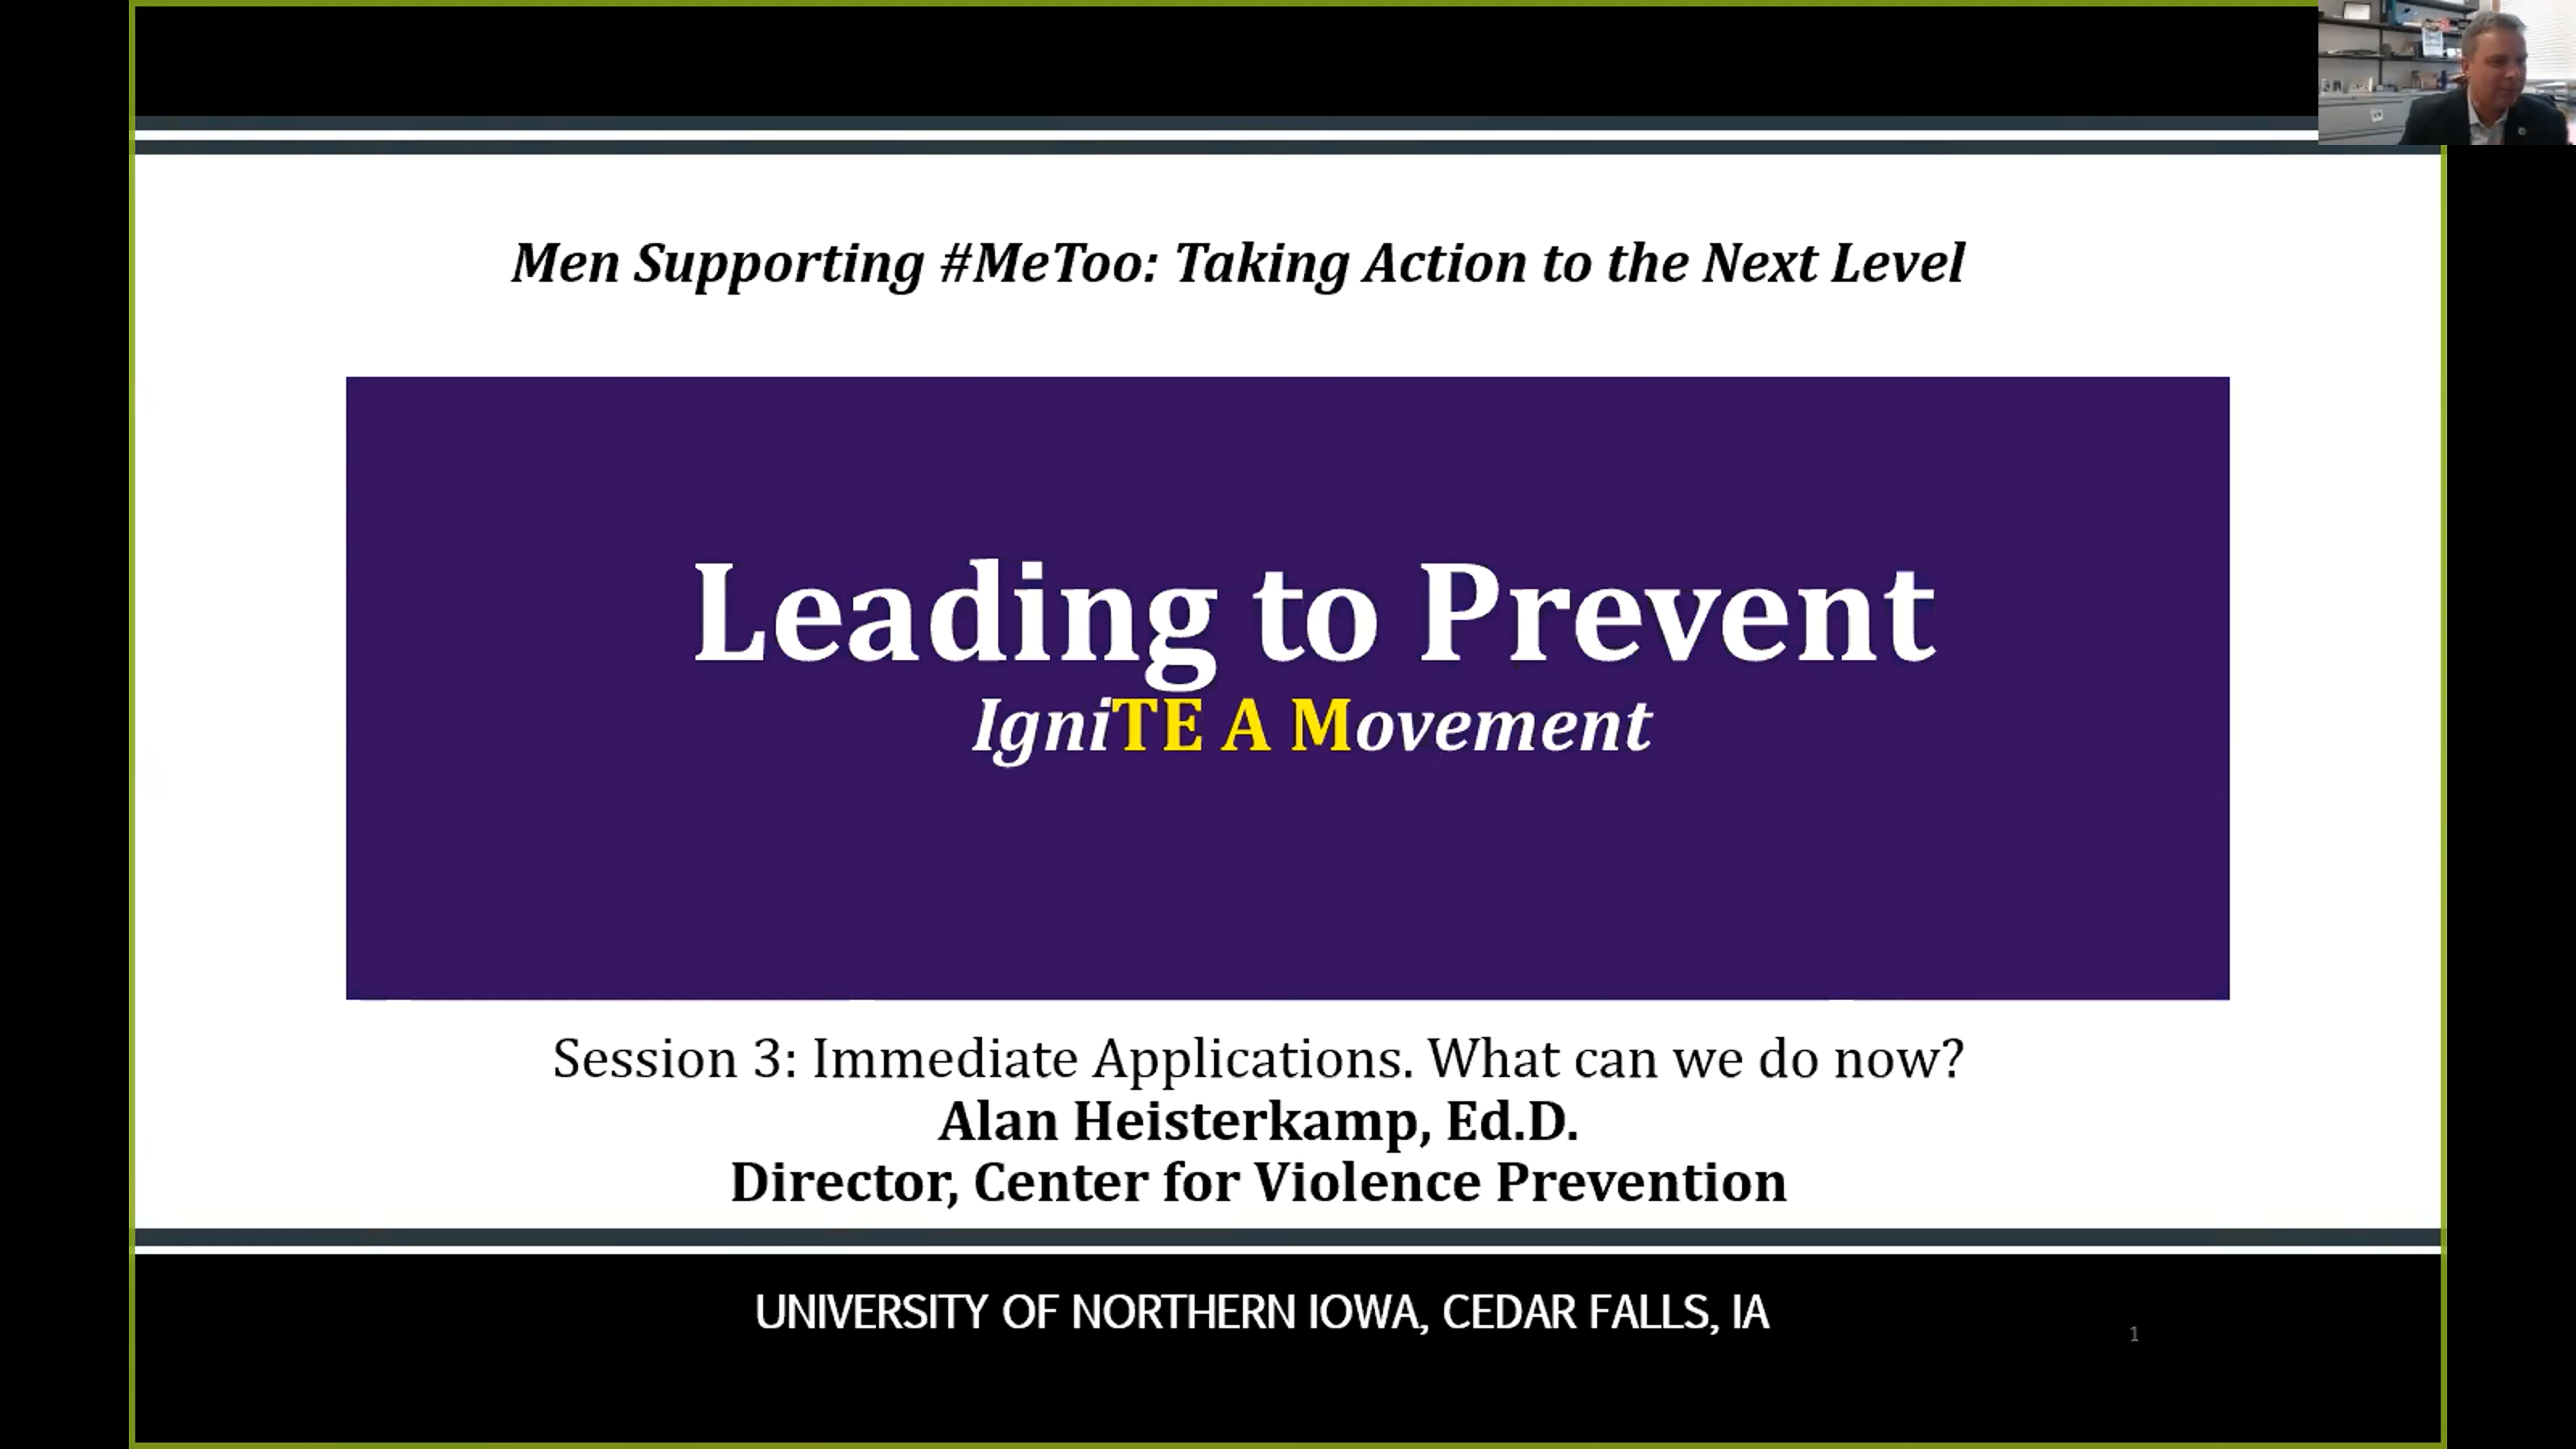 Men Supporting #MeToo: Taking Action to the Next Level
Leading to Prevent
IgniTE A Movement
Session 3: Immediate Applications. What can we do now?
Alan Heisterkamp, Ed.D.
Director, Center for Violence Prevention
UNIVERSITY OF NORTHERN IOWA, CEDAR FALLS, IA
1